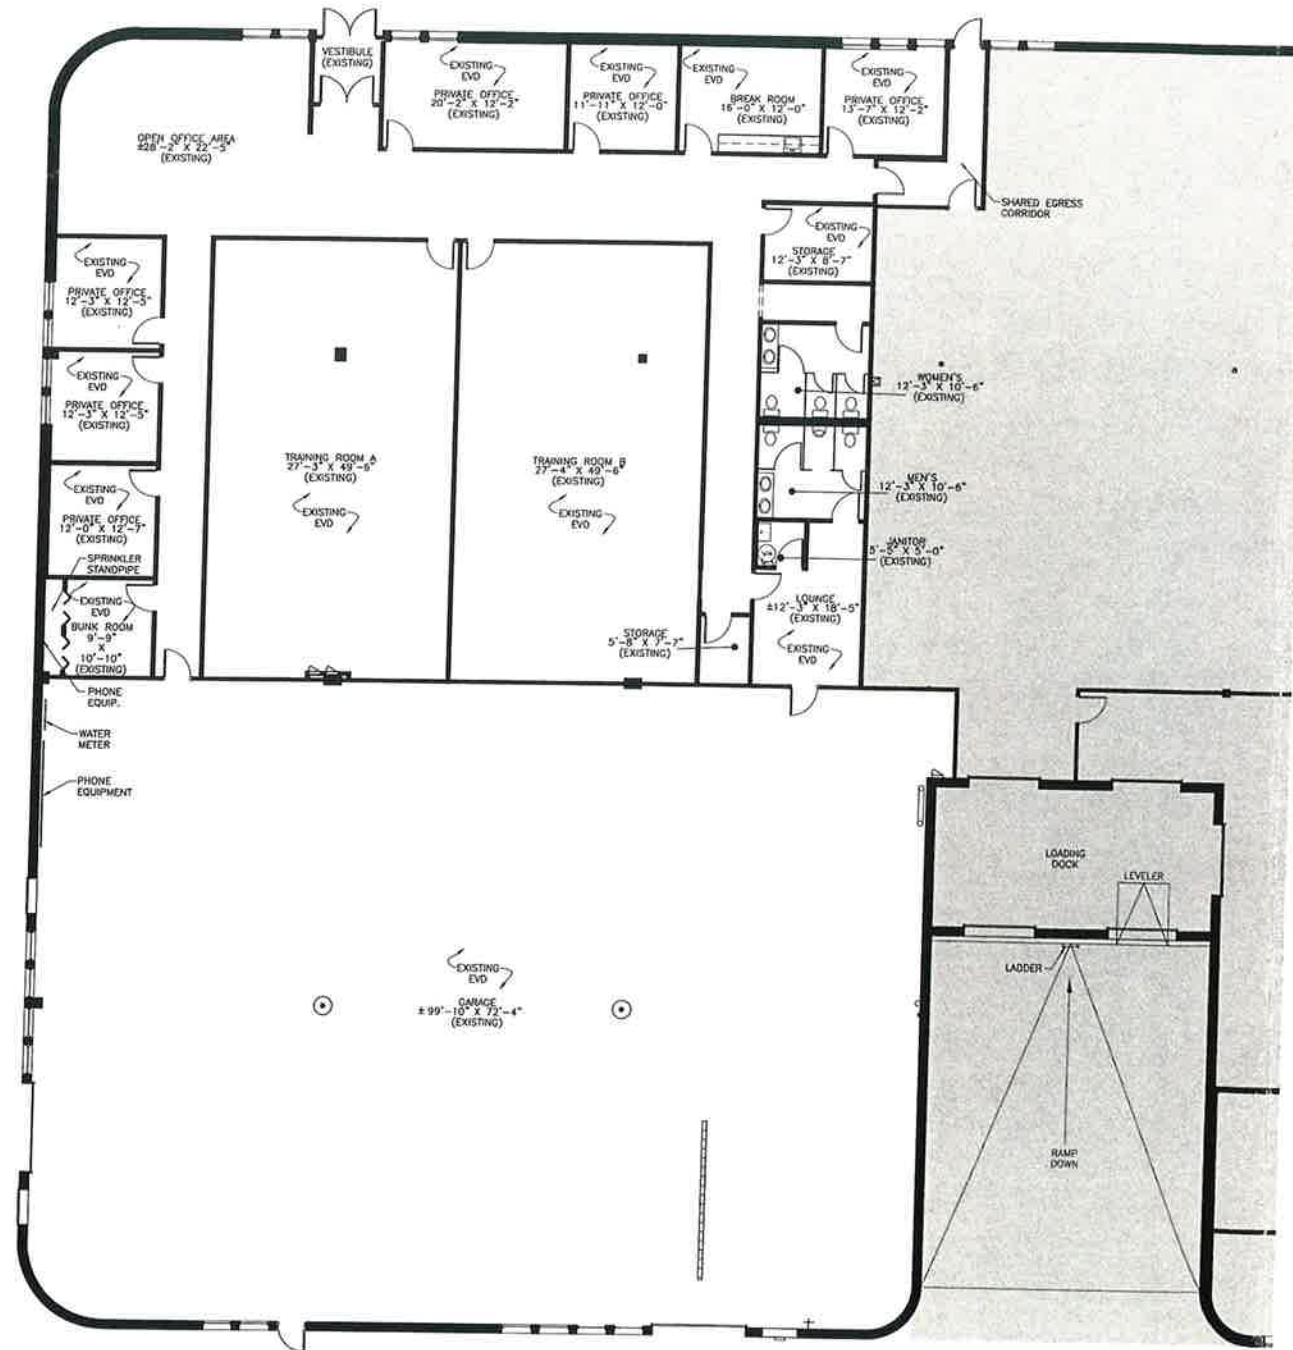 VESTIBULE
(EXISTING)
EXISTING
EVD
PRIVATE OFFICE
20'-2" X 12'-2"
(EXISTING)
EXISTING
EVD
PRIVATE OFFICE
11'-11" X 12'-0"
(EXISTING)
EXISTING
EVD
BREAK ROOM
16'-0" X 12'-0"
(EXISTING)
EXISTING
EVD
PRIVATE OFFICE
13'-7" X 12'-2"
(EXISTING)
OPEN OFFICE AREA
±28'-2" X 22'-5"
(EXISTING)
SHARED EGRESS
CORRIDOR
EXISTING
EVD
STORAGE
12'-3" X 8'-7"
(EXISTING)
EXISTING
EVD
PRIVATE OFFICE
12'-3" X 12'-5"
(EXISTING)
EXISTING
EVD
PRIVATE OFFICE
12'-3" X 12'-5"
(EXISTING)
WOMEN'S
12'-3" X 10'-6"
(EXISTING)
TRAINING ROOM A
27'-3" X 49'-6"
(EXISTING)
EXISTING
EVD
TRAINING ROOM B
27'-4" X 49'-6"
(EXISTING)
EXISTING
EVD
MEN'S
12'-3" X 10'-6"
(EXISTING)
EXISTING
EVD
PRIVATE OFFICE
12'-0" X 12'-7"
(EXISTING)
SPRINKLER
STANDPIPE
JANITOR
5'-5" X 5'-0"
(EXISTING)
EXISTING
EVD
BUNK ROOM
9'-9"
X
10'-10"
(EXISTING)
LOUNGE
±12'-3" X 18'-5"
(EXISTING)
EXISTING
EVD
STORAGE
5'-8" X 7'-7"
(EXISTING)
PHONE
EQUIP.
WATER
METER
PHONE
EQUIPMENT
LOADING
DOCK
LEVELER
LADDER
EXISTING
EVD
GARAGE
± 99'-10" X 72'-4"
(EXISTING)
RAMP
DOWN